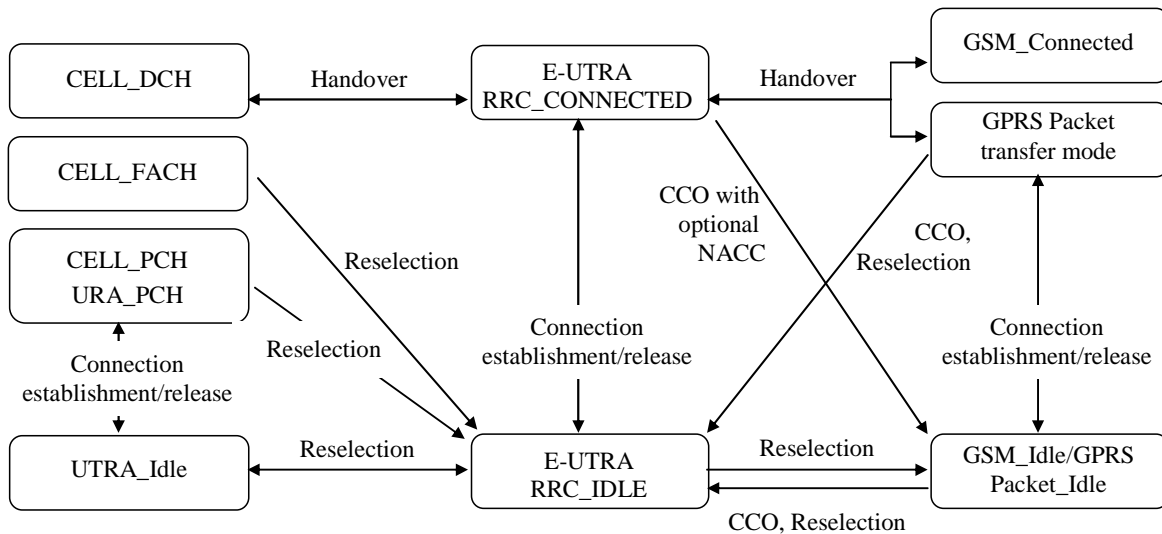 GSM_Connected
CELL_DCH
Handover
E-UTRA
RRC_CONNECTED
Handover
GPRS Packet
transfer mode
CELL_FACH
CCO with
optional
NACC
CCO,
Reselection
CELL_PCH
URA_PCH
Reselection
Reselection
Connection
establishment/release
Connection
establishment/release
Connection
establishment/release
UTRA_Idle
Reselection
E-UTRA
RRC_IDLE
Reselection
GSM_Idle/GPRS
Packet_Idle
CCO, Reselection